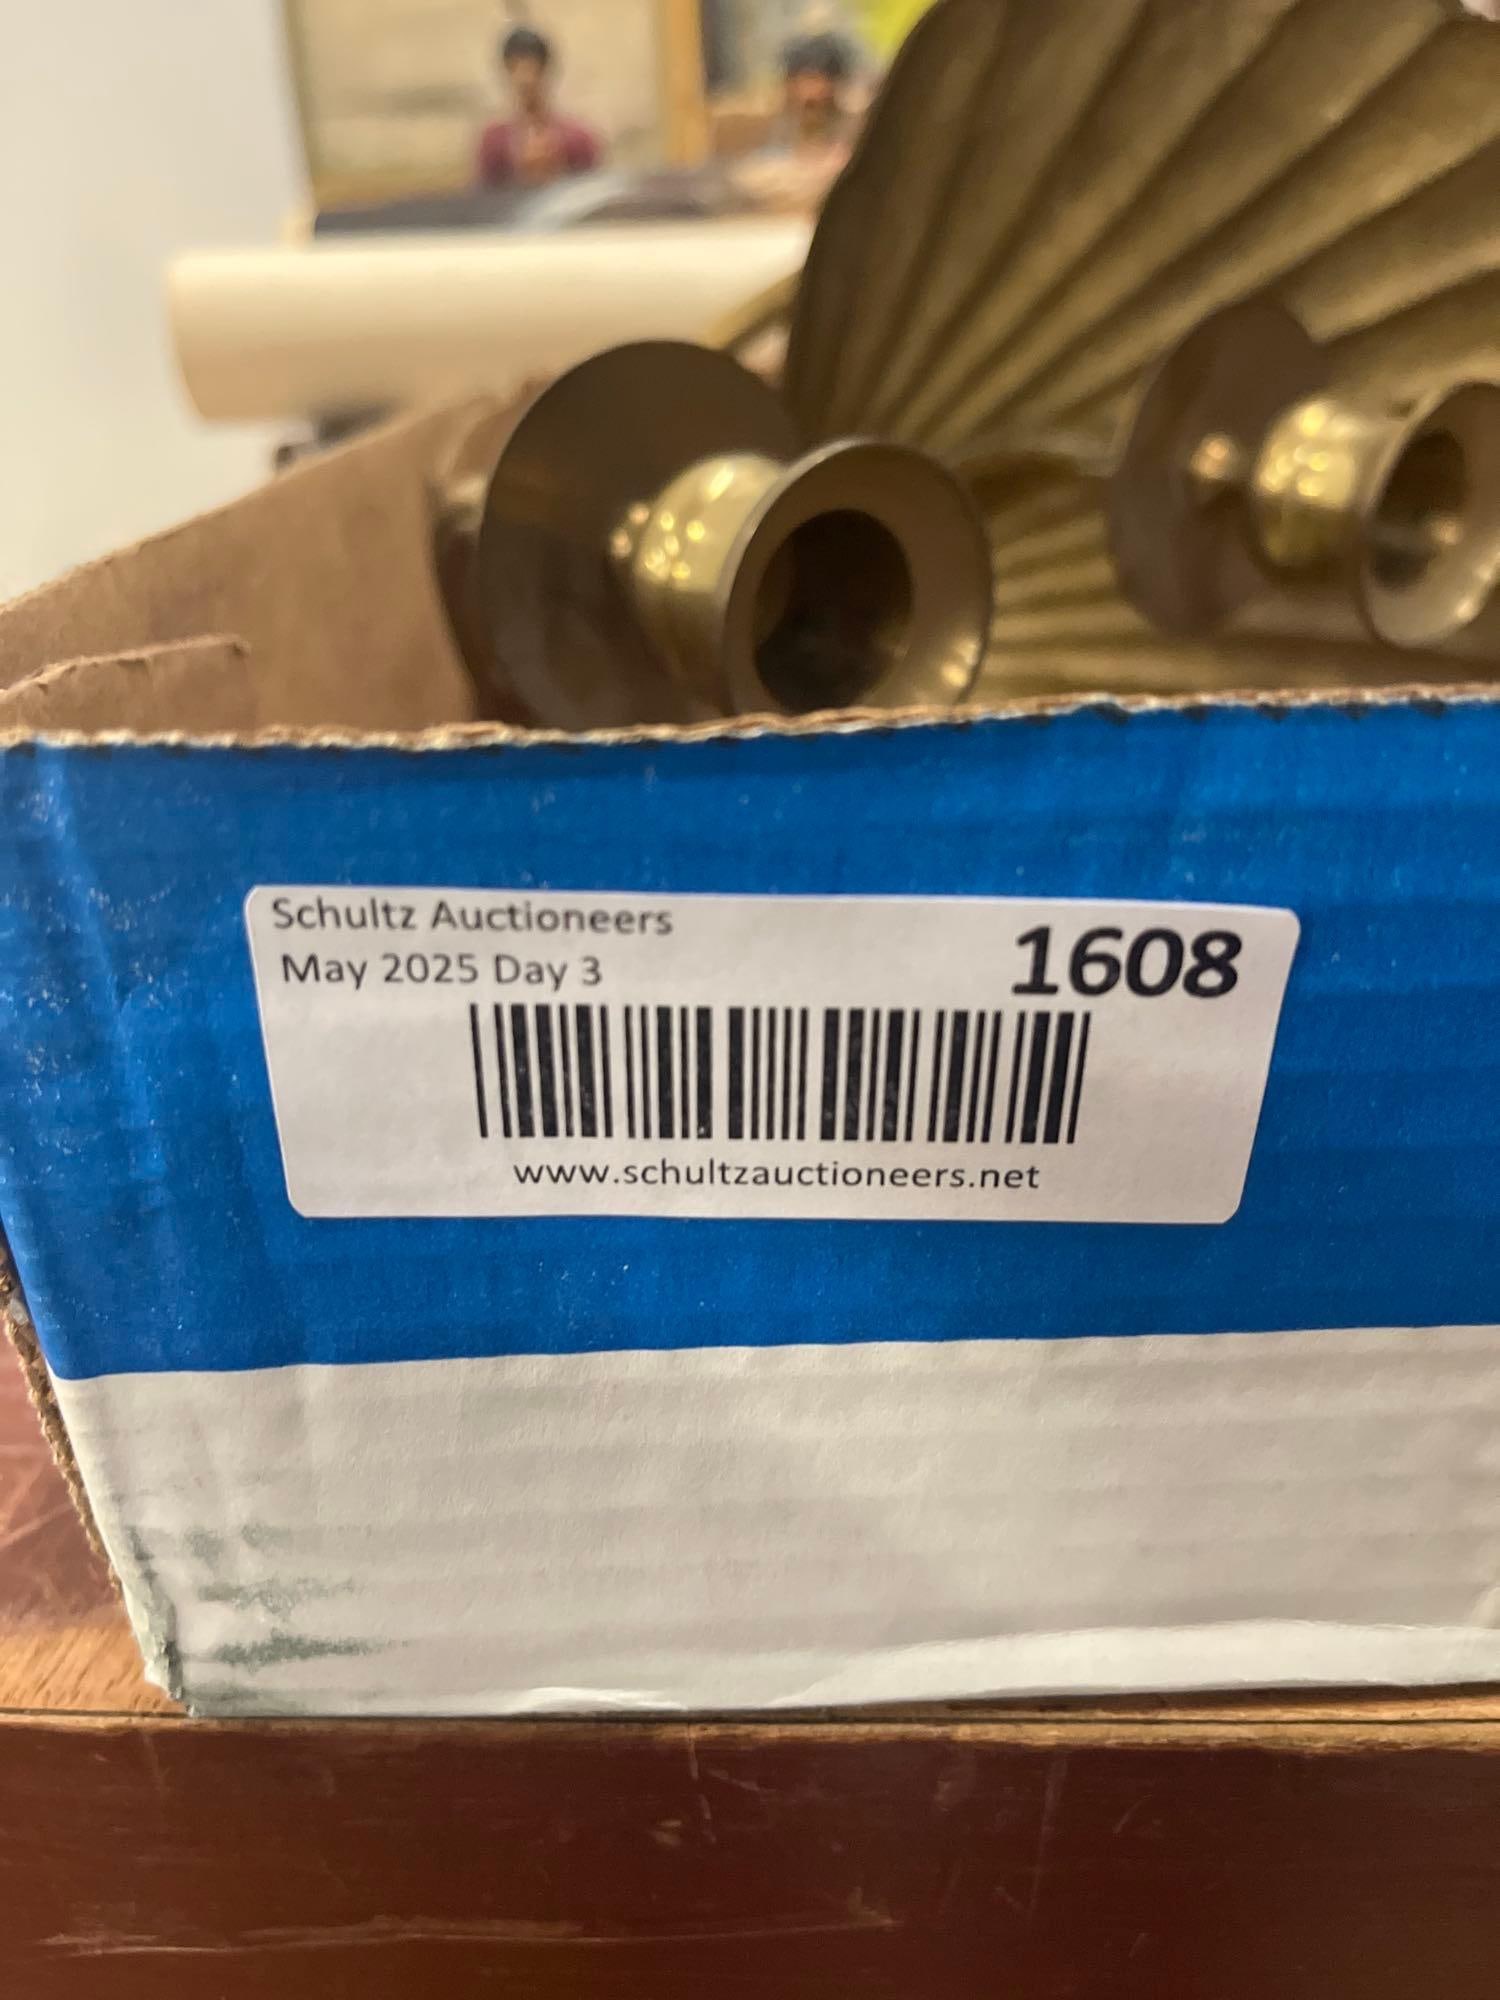 Schultz Auctioneers
May 2025 Day 3
1608
www.schultzauctioneers.net